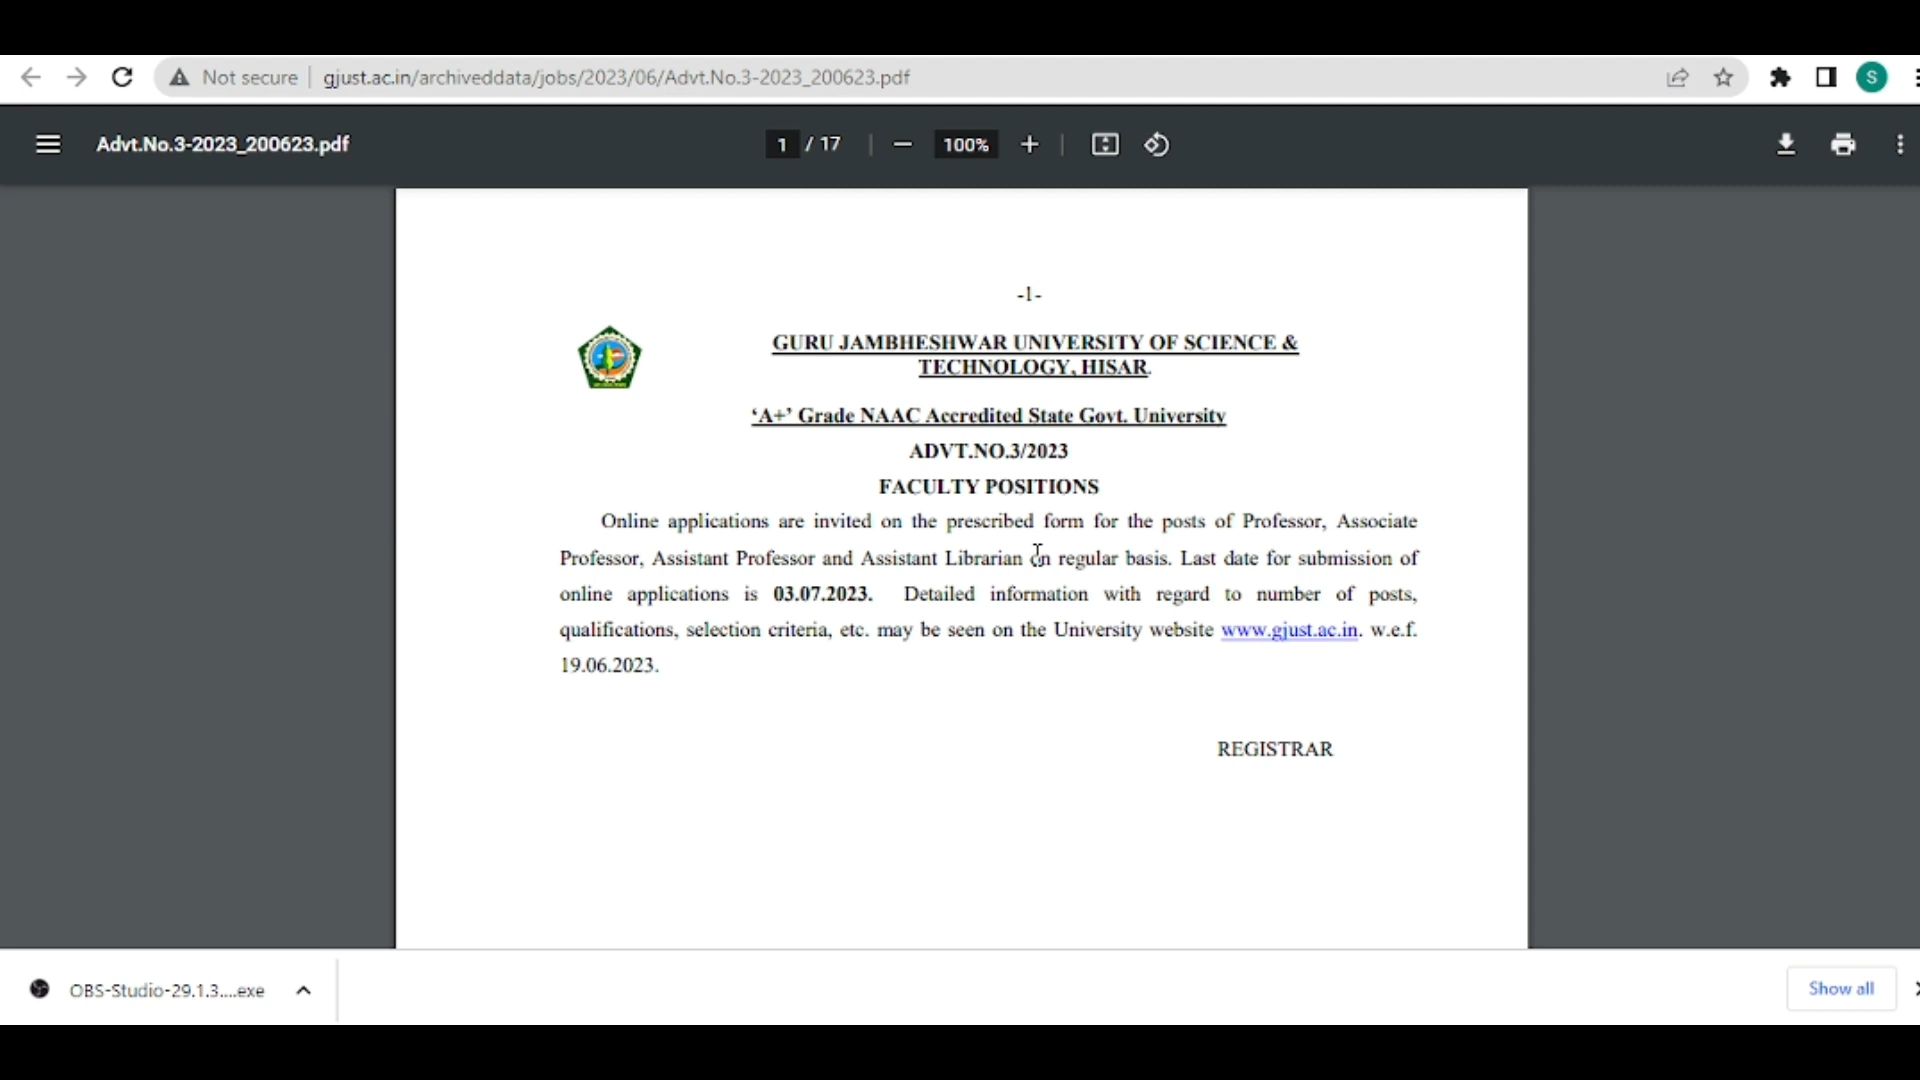 Not secure | gjust.ac.in/archiveddata/jobs/2023/06/Advt.No.3-2023_200623.pdf
S
Advt.No.3-2023_200623.pdf
1 / 17
100%
-1-
GURU JAMBHESHWAR UNIVERSITY OF SCIENCE &
TECHNOLOGY, HISAR.
‘A+’ Grade NAAC Accredited State Govt. University
ADVT.NO.3/2023
FACULTY POSITIONS
Online applications are invited on the prescribed form for the posts of Professor, Associate
Professor, Assistant Professor and Assistant Librarian on regular basis. Last date for submission of
online applications is 03.07.2023. Detailed information with regard to number of posts,
qualifications, selection criteria, etc. may be seen on the University website www.gjust.ac.in. w.e.f.
19.06.2023.
REGISTRAR
OBS-Studio-29.1.3....exe
Show all